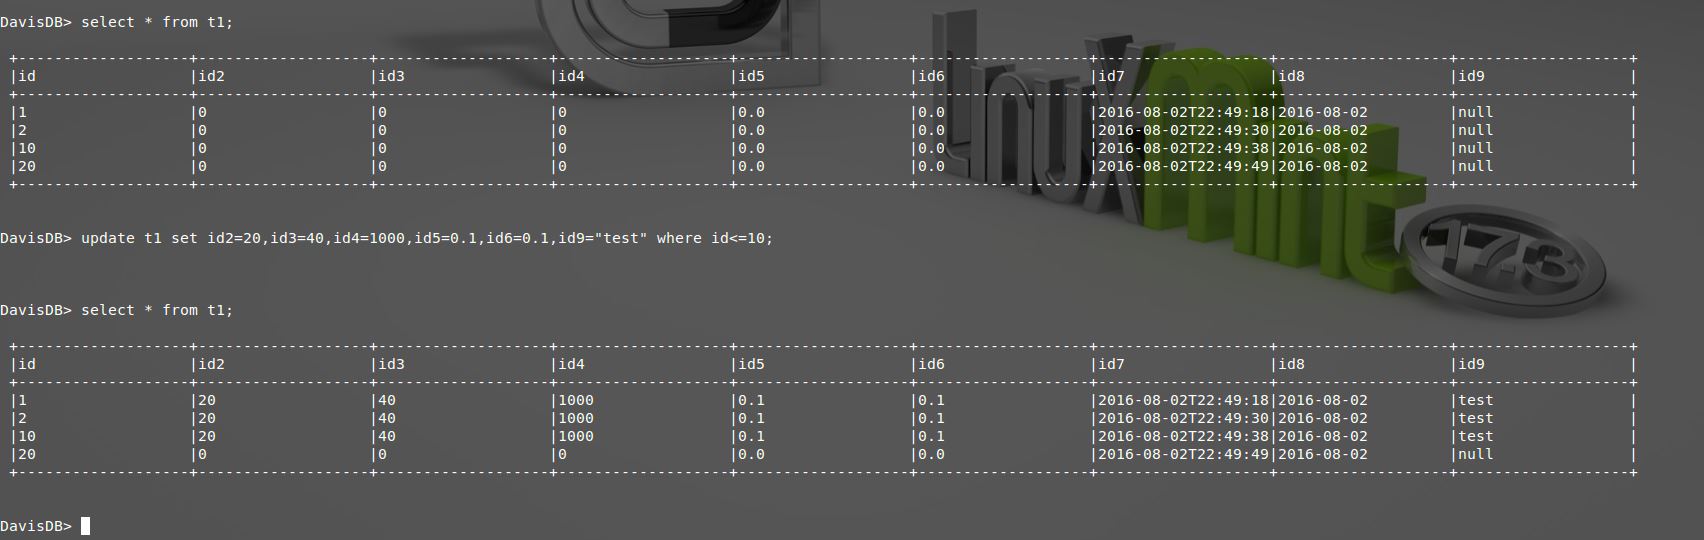 DavisDB> select * from t1;
+-------------------+-------------------+-------------------+-------------------+-------------------+-------------------+-------------------+-------------------+-------------------+
|id |id2 |id3 |id4 |id5 |id6 |id7 |id8 |id9 |
+-------------------+-------------------+-------------------+-------------------+-------------------+-------------------+-------------------+-------------------+-------------------+
|1 |0 |0 |0 |0.0 |0.0 |2016-08-02T22:49:18|2016-08-02 |null |
|2 |0 |0 |0 |0.0 |0.0 |2016-08-02T22:49:30|2016-08-02 |null |
|10 |0 |0 |0 |0.0 |0.0 |2016-08-02T22:49:38|2016-08-02 |null |
|20 |0 |0 |0 |0.0 |0.0 |2016-08-02T22:49:49|2016-08-02 |null |
+-------------------+-------------------+-------------------+-------------------+-------------------+-------------------+-------------------+-------------------+-------------------+
DavisDB> update t1 set id2=20,id3=40,id4=1000,id5=0.1,id6=0.1,id9="test" where id<=10;
DavisDB> select * from t1;
+-------------------+-------------------+-------------------+-------------------+-------------------+-------------------+-------------------+-------------------+-------------------+
|id |id2 |id3 |id4 |id5 |id6 |id7 |id8 |id9 |
+-------------------+-------------------+-------------------+-------------------+-------------------+-------------------+-------------------+-------------------+-------------------+
|1 |20 |40 |1000 |0.1 |0.1 |2016-08-02T22:49:18|2016-08-02 |test |
|2 |20 |40 |1000 |0.1 |0.1 |2016-08-02T22:49:30|2016-08-02 |test |
|10 |20 |40 |1000 |0.1 |0.1 |2016-08-02T22:49:38|2016-08-02 |test |
|20 |0 |0 |0 |0.0 |0.0 |2016-08-02T22:49:49|2016-08-02 |null |
+-------------------+-------------------+-------------------+-------------------+-------------------+-------------------+-------------------+-------------------+-------------------+
DavisDB>
LinuxMint
17.3